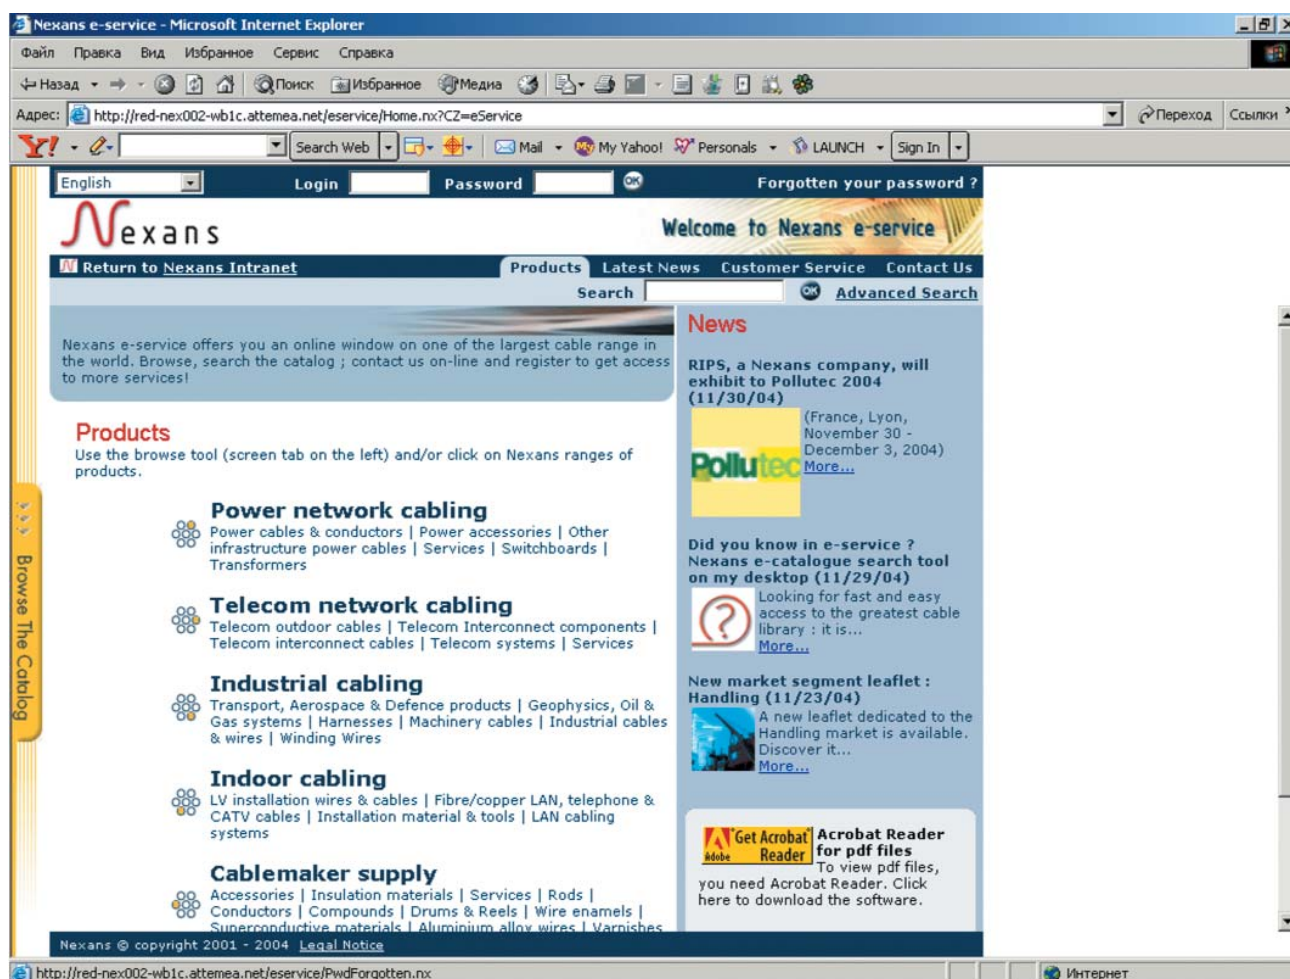 Nexans e-service - Microsoft Internet Explorer
Файл Правка Вид Избранное Сервис Справка
Назад Поиск Избранное Медиа
Адрес: http://red-nex002-wb1c.attemea.net/eservice/Home.nx?CZ=eService Переход Ссылки »
Y! Search Web Mail My Yahoo! Personals LAUNCH Sign In
English Login Password OK Forgotten your password ?
Nexans
Welcome to Nexans e-service
Return to Nexans Intranet Products Latest News Customer Service Contact Us
Search OK Advanced Search
Nexans e-service offers you an online window on one of the largest cable range in
the world. Browse, search the catalog ; contact us on-line and register to get access
to more services!
Products
Use the browse tool (screen tab on the left) and/or click on Nexans ranges of
products.
Power network cabling
Power cables & conductors | Power accessories | Other
infrastructure power cables | Services | Switchboards |
Transformers
Telecom network cabling
Telecom outdoor cables | Telecom Interconnect components |
Telecom interconnect cables | Telecom systems | Services
Industrial cabling
Transport, Aerospace & Defence products | Geophysics, Oil &
Gas systems | Harnesses | Machinery cables | Industrial cables
& wires | Winding Wires
Indoor cabling
LV installation wires & cables | Fibre/copper LAN, telephone &
CATV cables | Installation material & tools | LAN cabling
systems
Cablemaker supply
Accessories | Insulation materials | Services | Rods |
Conductors | Compounds | Drums & Reels | Wire enamels |
Superconductive materials | Aluminium alloy wires | Varnishes
Browse The Catalog
News
RIPS, a Nexans company, will
exhibit to Pollutec 2004
(11/30/04)
Pollutec
(France, Lyon,
November 30 -
December 3, 2004)
More...
Did you know in e-service ?
Nexans e-catalogue search tool
on my desktop (11/29/04)
Looking for fast and easy
access to the greatest cable
library : it is...
More...
New market segment leaflet :
Handling (11/23/04)
A new leaflet dedicated to the
Handling market is available.
Discover it...
More...
Get Acrobat
Adobe Reader
Acrobat Reader
for pdf files
To view pdf files,
you need Acrobat Reader. Click
here to download the software.
Nexans © copyright 2001 - 2004 Legal Notice
http://red-nex002-wb1c.attemea.net/eservice/PwdForgotten.nx Интернет